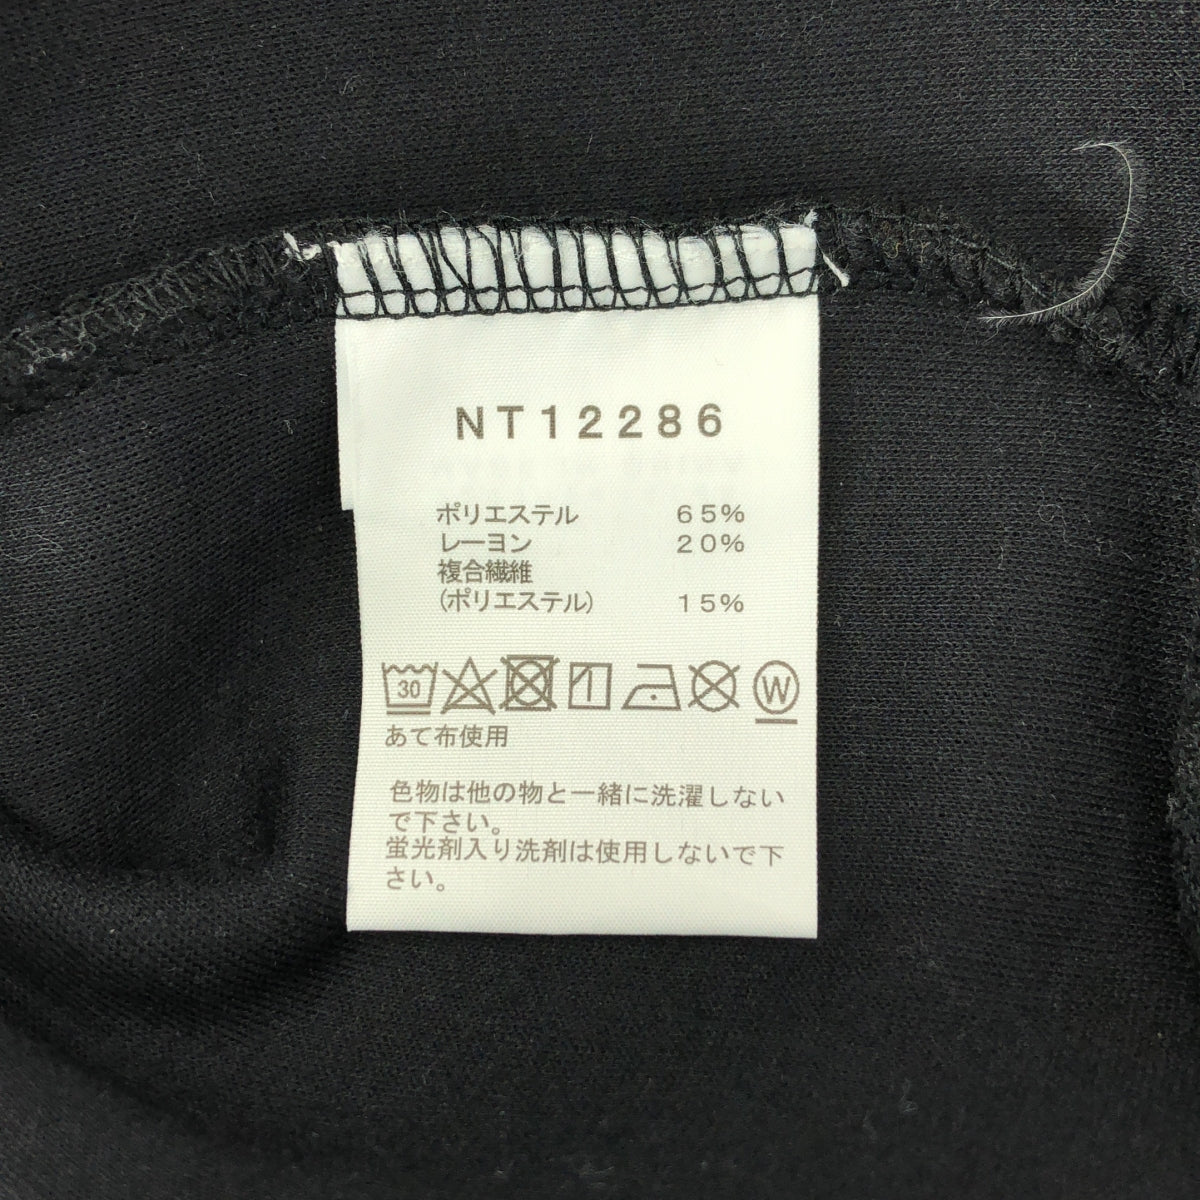 NT12286
ポリエステル 65%
レーヨン 20%
複合繊維
(ポリエステル) 15%
30 W
あて布使用
色物は他の物と一緒に洗濯しない
で下さい。
蛍光剤入り洗剤は使用しないで下
さい。